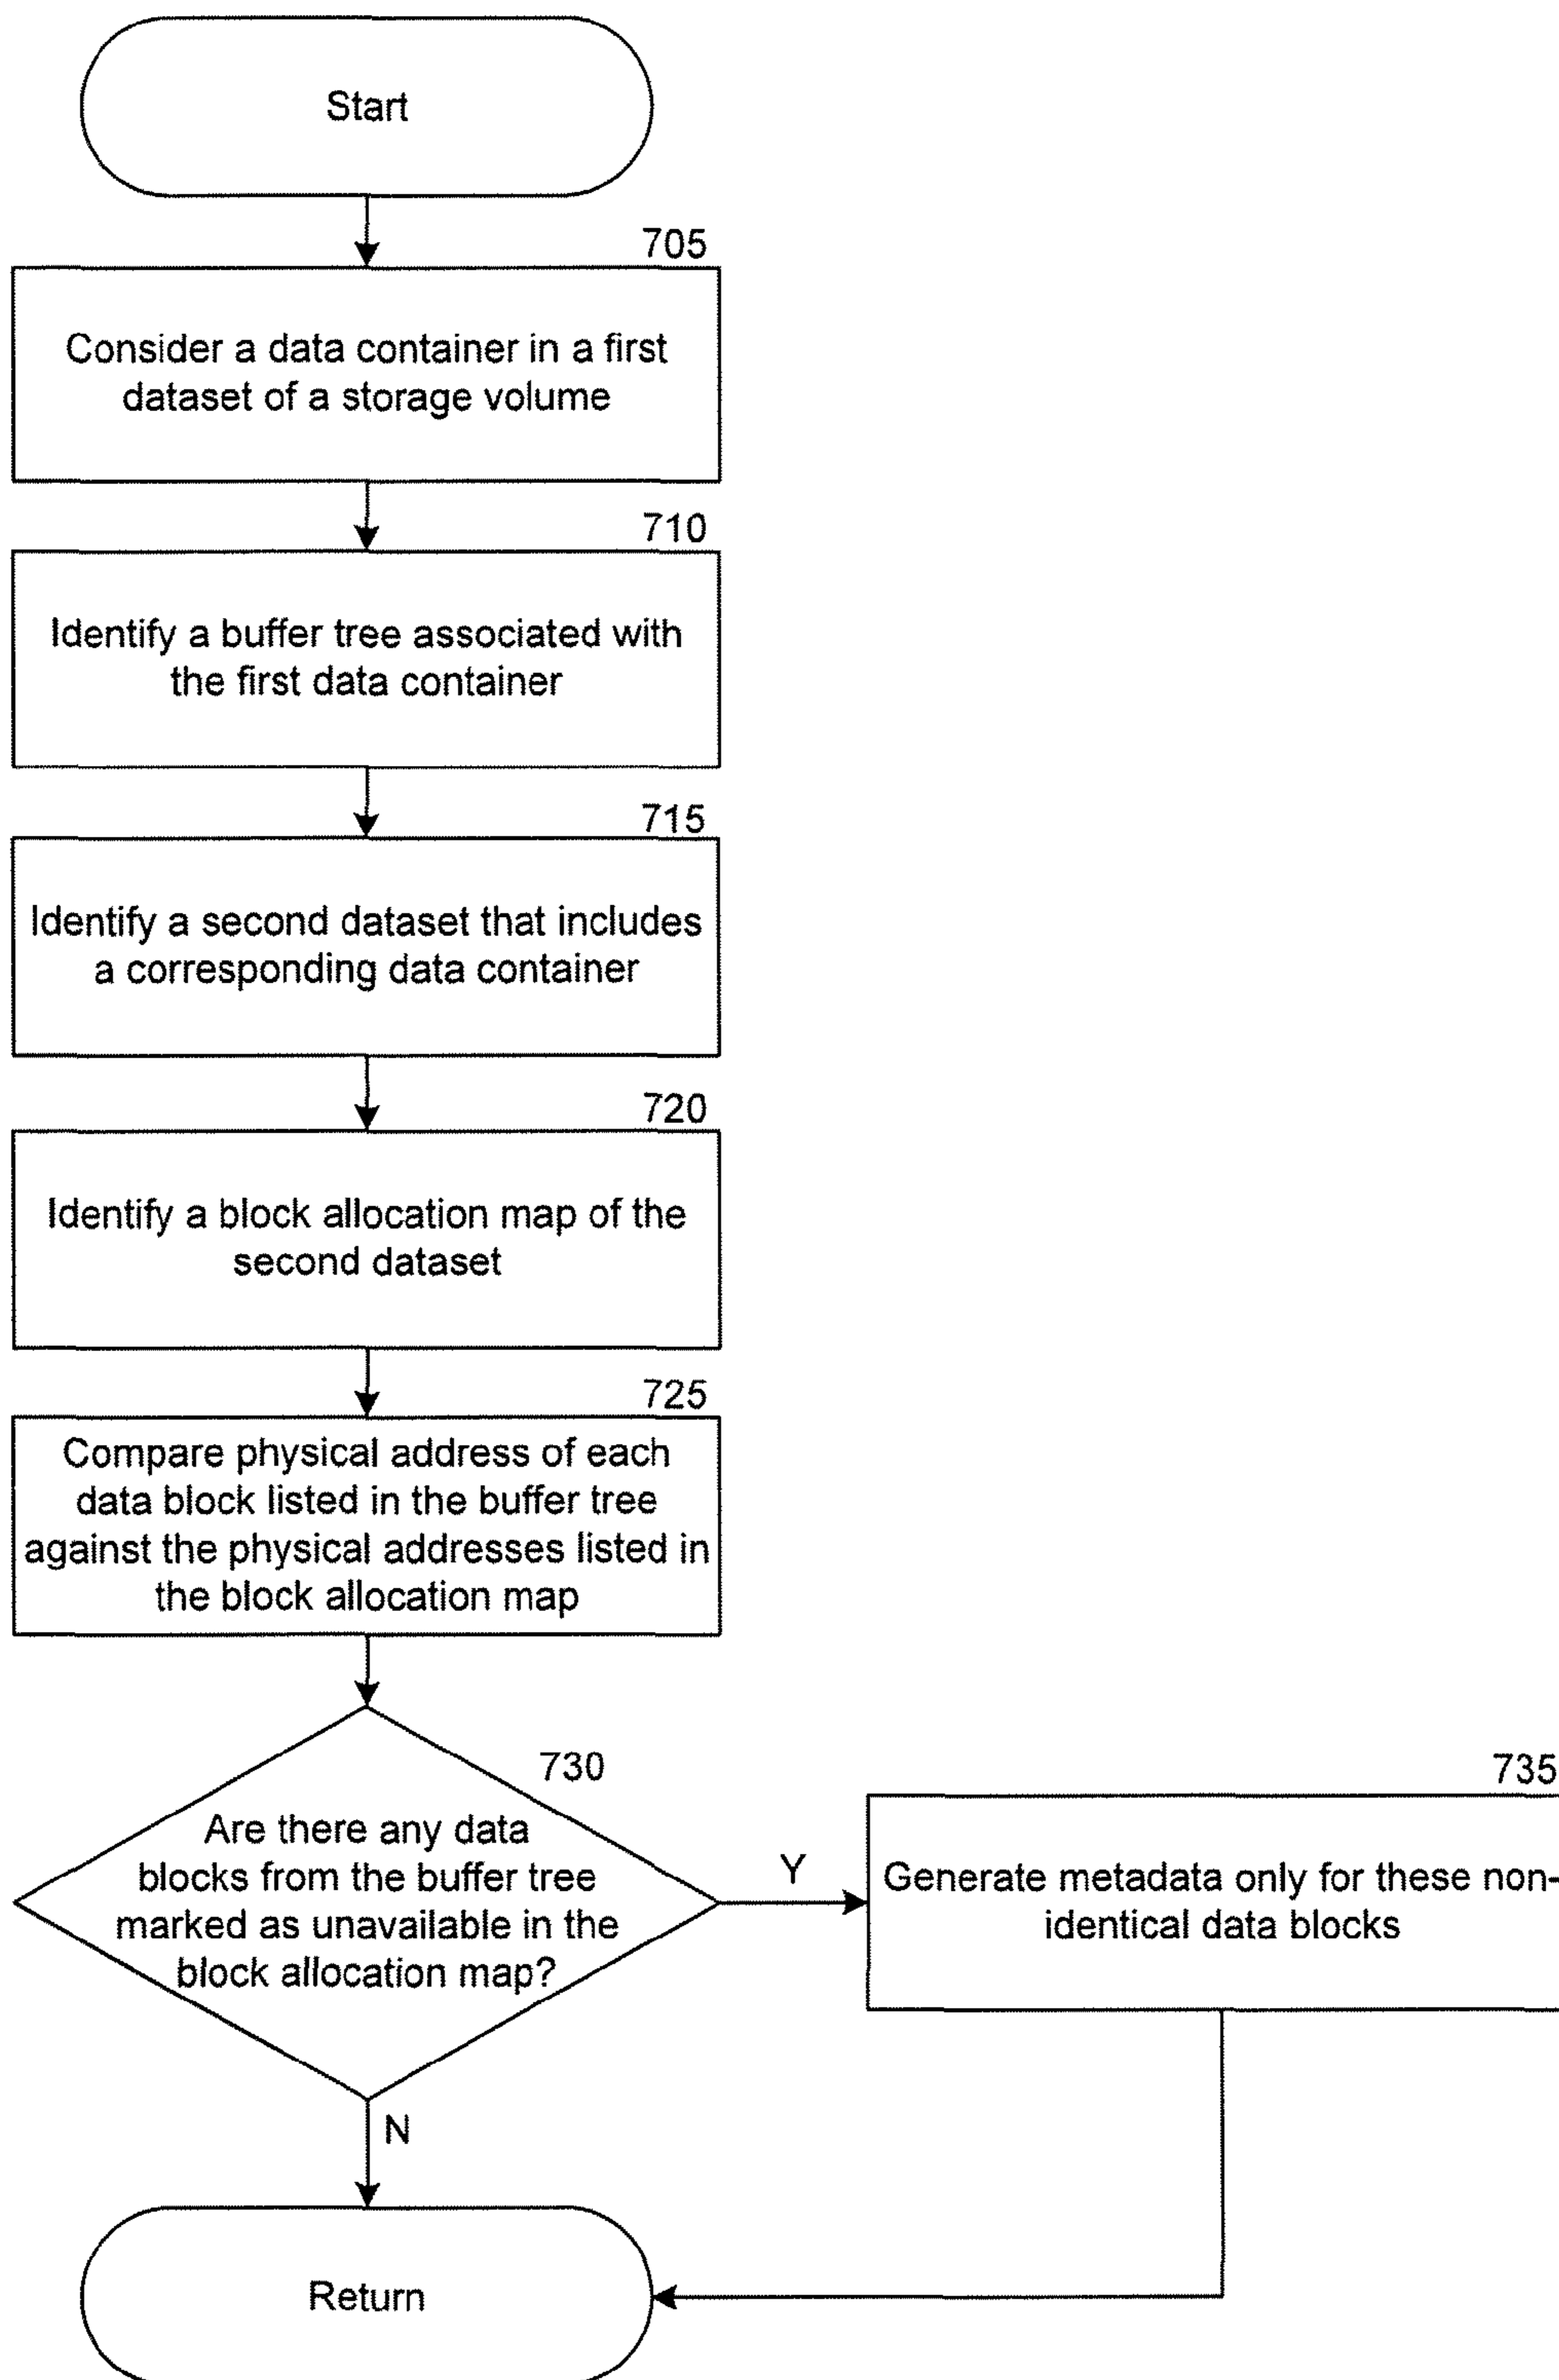 Start
705
Consider a data container in a first
dataset of a storage volume
710
Identify a buffer tree associated with
the first data container
715
Identify a second dataset that includes
a corresponding data container
720
Identify a block allocation map of the
second dataset
725
Compare physical address of each
data block listed in the buffer tree
against the physical addresses listed in
the block allocation map
730
Are there any data
blocks from the buffer tree
marked as unavailable in the
block allocation map?
Y
735
Generate metadata only for these non-
identical data blocks
N
Return